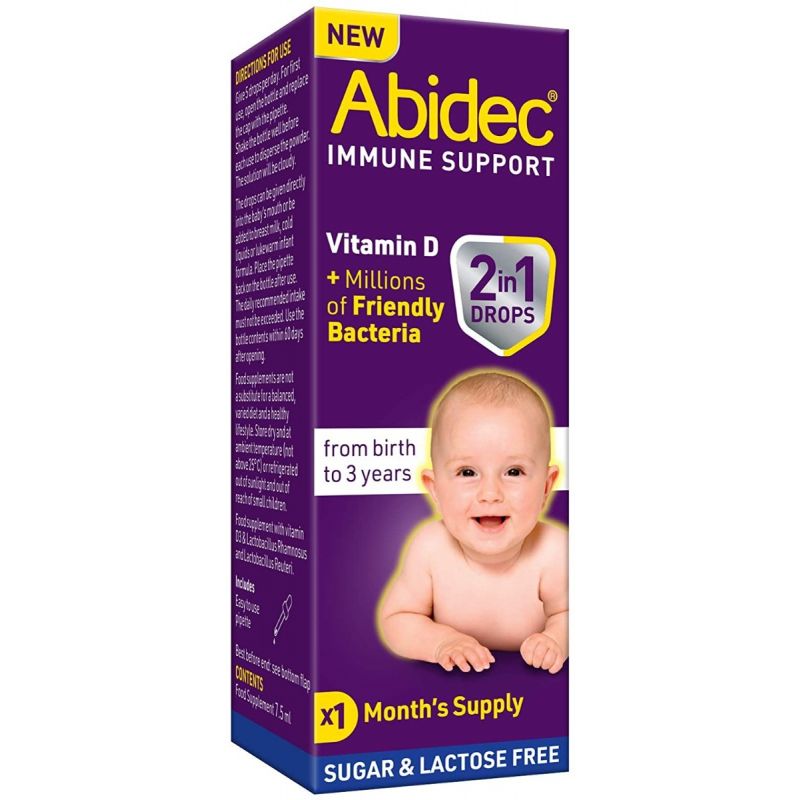 NEW
Abidec®
IMMUNE SUPPORT
Vitamin D
+ Millions
of Friendly
Bacteria
2in1
DROPS
from birth
to 3 years
x1 Month's Supply
SUGAR & LACTOSE FREE
DIRECTIONS FOR USE
Give 5 drops per day. For first
use, open the bottle and replace
the cap with the pipette.
Shake the bottle well before
each use to disperse the powder.
The solution will be cloudy.
The drops can be given directly
into the baby's mouth or be
added to breast milk, cold
liquids or lukewarm infant
formula. Place the pipette
back on the bottle after use.
The daily recommended intake
must not be exceeded. Use the
bottle contents within 60 days
after opening.
Food supplements are not
a substitute for a balanced,
varied diet and a healthy
lifestyle. Store dry and at
ambient temperature (not
above 25°C) or refrigerated
out of sunlight and out of
reach of small children.
Food supplement with vitamin
D3 & Lactobacillus Rhamnosus
and Lactobacillus Reuteri.
Includes
Easy to use
pipette
Best before end: see bottom flap
CONTENTS
Food Supplement 7.5 ml